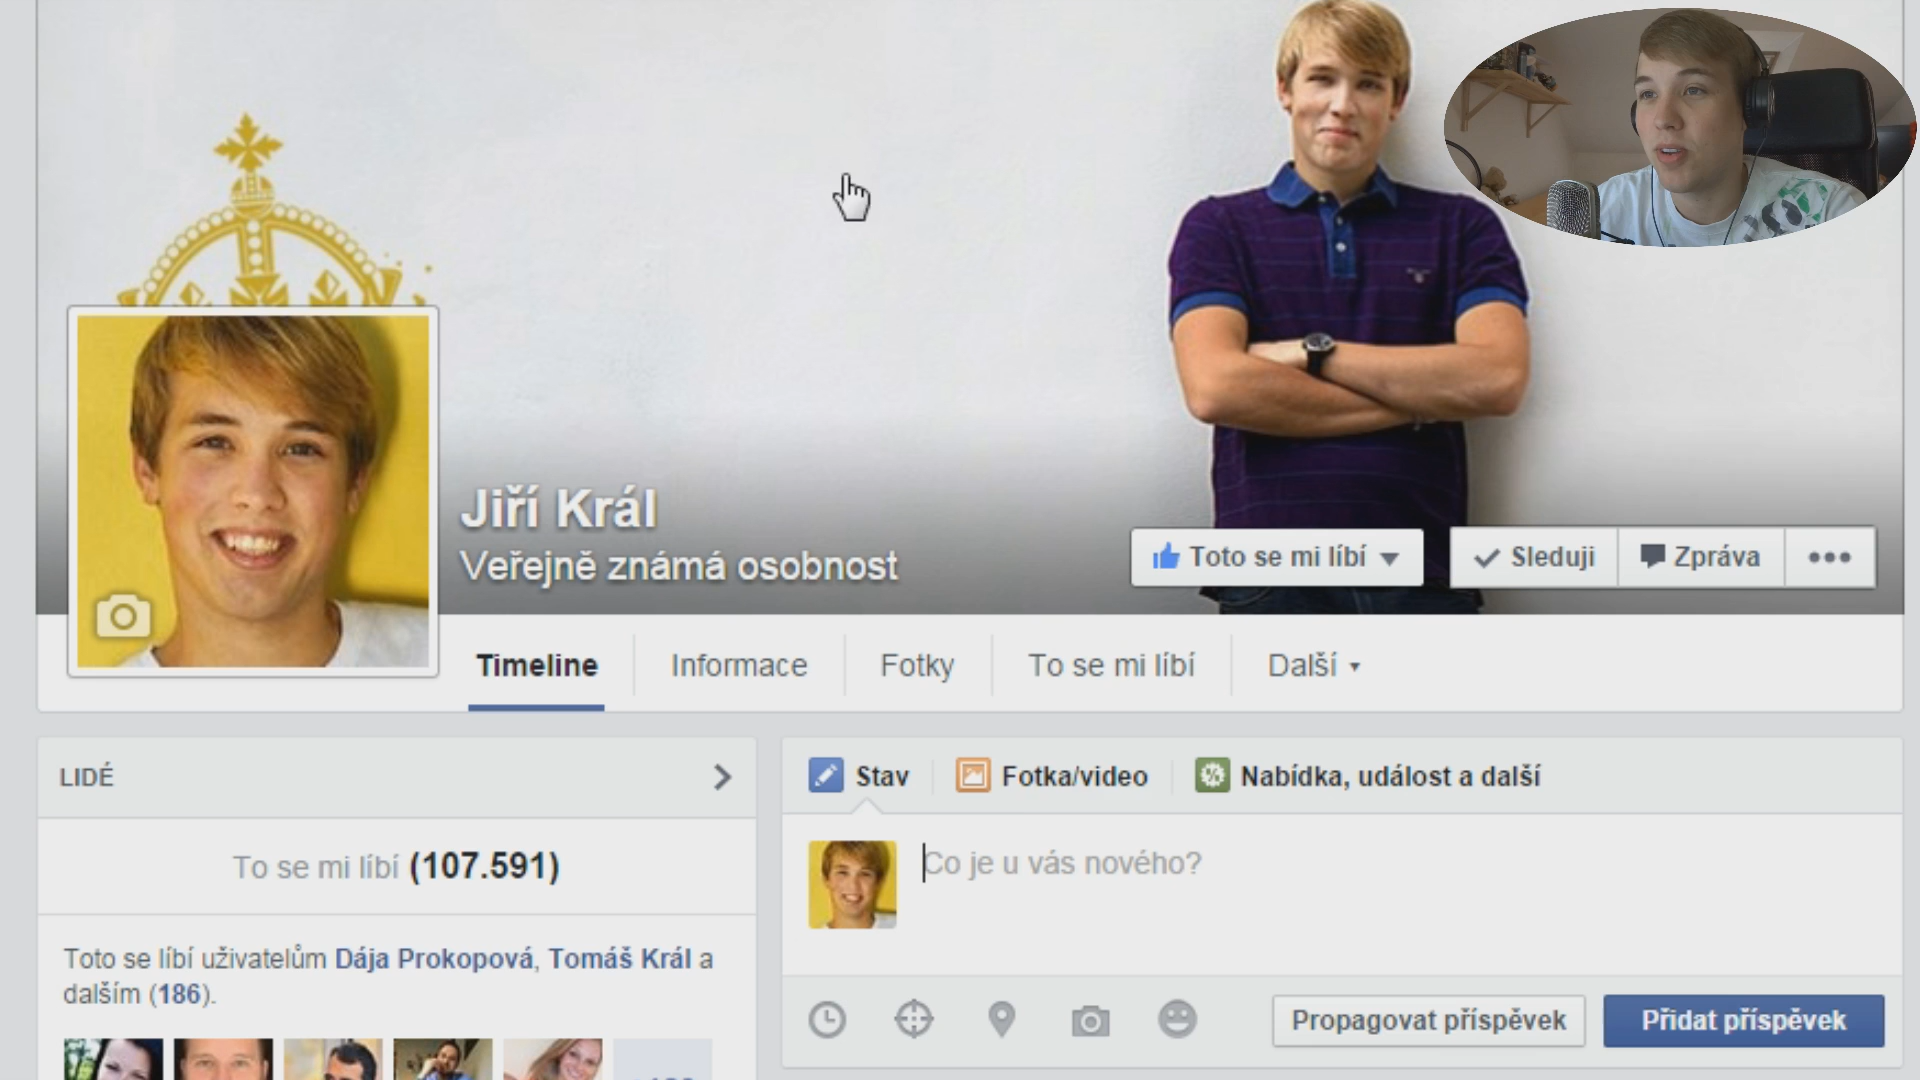 Jiří Král
Veřejně známá osobnost
Toto se mi líbí
Sleduji
Zpráva
Timeline
Informace
Fotky
To se mi líbí
Další
LIDÉ
To se mi líbí (107.591)
Toto se líbí uživatelům Dája Prokopová, Tomáš Král a
dalším (186).
Stav
Fotka/video
Nabídka, událost a další
Co je u vás nového?
Propagovat příspěvek
Přidat příspěvek